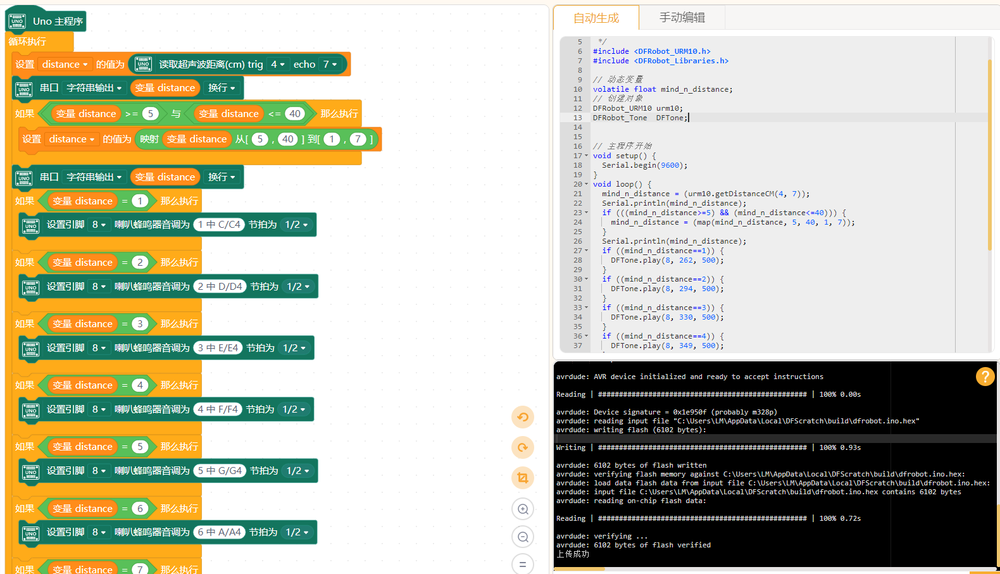 UNO Uno 主程序
循环执行
设置 distance 的值为 UNO 读取超声波距离(cm) trig 4 echo 7
UNO 串口 字符串输出 变量 distance 换行
如果 变量 distance >= 5 与 变量 distance <= 40 那么执行
设置 distance 的值为 映射 变量 distance 从[ 5 , 40 ] 到[ 1 , 7 ]
UNO 串口 字符串输出 变量 distance 换行
如果 变量 distance = 1 那么执行
UNO 设置引脚 8 喇叭蜂鸣器音调为 1 中 C/C4 节拍为 1/2
如果 变量 distance = 2 那么执行
UNO 设置引脚 8 喇叭蜂鸣器音调为 2 中 D/D4 节拍为 1/2
如果 变量 distance = 3 那么执行
UNO 设置引脚 8 喇叭蜂鸣器音调为 3 中 E/E4 节拍为 1/2
如果 变量 distance = 4 那么执行
UNO 设置引脚 8 喇叭蜂鸣器音调为 4 中 F/F4 节拍为 1/2
如果 变量 distance = 5 那么执行
UNO 设置引脚 8 喇叭蜂鸣器音调为 5 中 G/G4 节拍为 1/2
如果 变量 distance = 6 那么执行
UNO 设置引脚 8 喇叭蜂鸣器音调为 6 中 A/A4 节拍为 1/2
如果 变量 distance = 7 那么执行
自动生成 手动编辑
5 */
6 #include <DFRobot_URM10.h>
7 #include <DFRobot_Libraries.h>
8
9 // 动态变量
10 volatile float mind_n_distance;
11 // 创建对象
12 DFRobot_URM10 urm10;
13 DFRobot_Tone  DFTone;
14
15
16 // 主程序开始
17 void setup() {
18 Serial.begin(9600);
19 }
20 void loop() {
21 mind_n_distance = (urm10.getDistanceCM(4, 7));
22 Serial.println(mind_n_distance);
23 if (((mind_n_distance>=5) && (mind_n_distance<=40))) {
24 mind_n_distance = (map(mind_n_distance, 5, 40, 1, 7));
25 }
26 Serial.println(mind_n_distance);
27 if ((mind_n_distance==1)) {
28 DFTone.play(8, 262, 500);
29 }
30 if ((mind_n_distance==2)) {
31 DFTone.play(8, 294, 500);
32 }
33 if ((mind_n_distance==3)) {
34 DFTone.play(8, 330, 500);
35 }
36 if ((mind_n_distance==4)) {
37 DFTone.play(8, 349, 500);
avrdude: AVR device initialized and ready to accept instructions
Reading | ################################################## | 100% 0.00s
avrdude: Device signature = 0x1e950f (probably m328p)
avrdude: reading input file "C:\Users\LM\AppData\Local\DFScratch\build\dfrobot.ino.hex"
avrdude: writing flash (6102 bytes):
Writing | ################################################## | 100% 0.93s
avrdude: 6102 bytes of flash written
avrdude: verifying flash memory against C:\Users\LM\AppData\Local\DFScratch\build\dfrobot.ino.hex:
avrdude: load data flash data from input file C:\Users\LM\AppData\Local\DFScratch\build\dfrobot.ino.hex:
avrdude: input file C:\Users\LM\AppData\Local\DFScratch\build\dfrobot.ino.hex contains 6102 bytes
avrdude: reading on-chip flash data:
Reading | ################################################## | 100% 0.72s
avrdude: verifying ...
avrdude: 6102 bytes of flash verified
上传成功
?